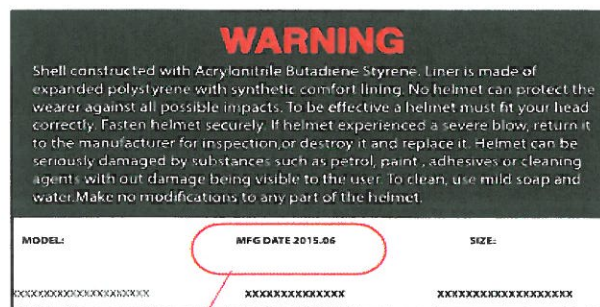 WARNING
Shell constructed with Acrylonitrile Butadiene Styrene. Liner is made of
expanded polystyrene with synthetic comfort lining. No helmet can protect the
wearer against all possible impacts. To be effective a helmet must fit your head
correctly. Fasten helmet securely. If helmet experienced a severe blow, return it
to the manufacturer for inspection,or destroy it and replace it. Helmet can be
seriously damaged by substances such as petrol, paint , adhesives or cleaning
agents without damage being visible to the user. To clean, use mild soap and
water.Make no modifications to any part of the helmet.
MODEL: MFG DATE 2015.06 SIZE:
XXXXXXXXXXXXXXXXXXXXX XXXXXXXXXXXXXX XXXXXXXXXXXXXXXXXXX